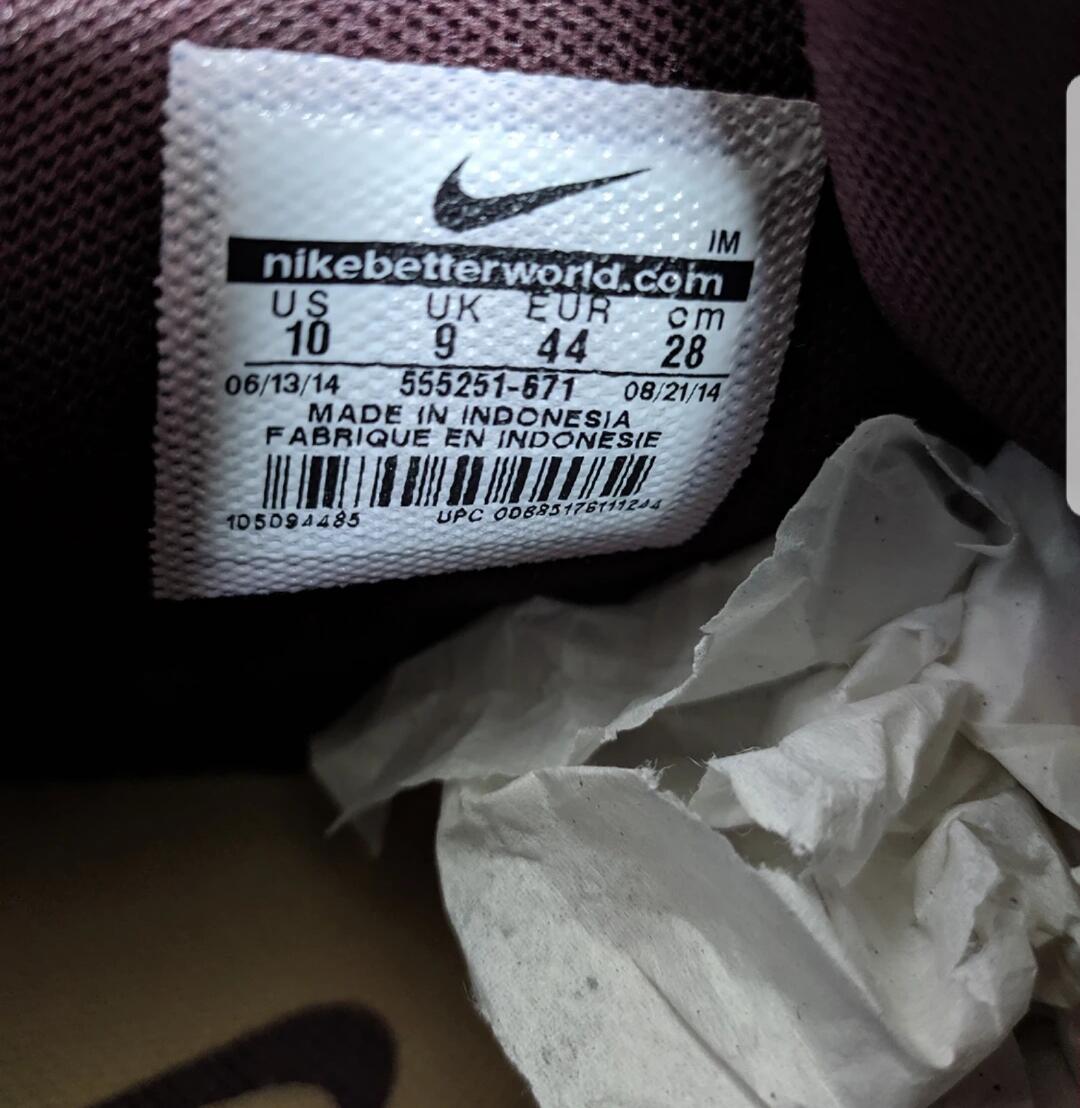 IM
nikebetterworld.com
US UK EUR cm
10 9 44 28
06/13/14 555251-671 08/21/14
MADE IN INDONESIA
FABRIQUE EN INDONESIE
105094485 UPC 00885176111244